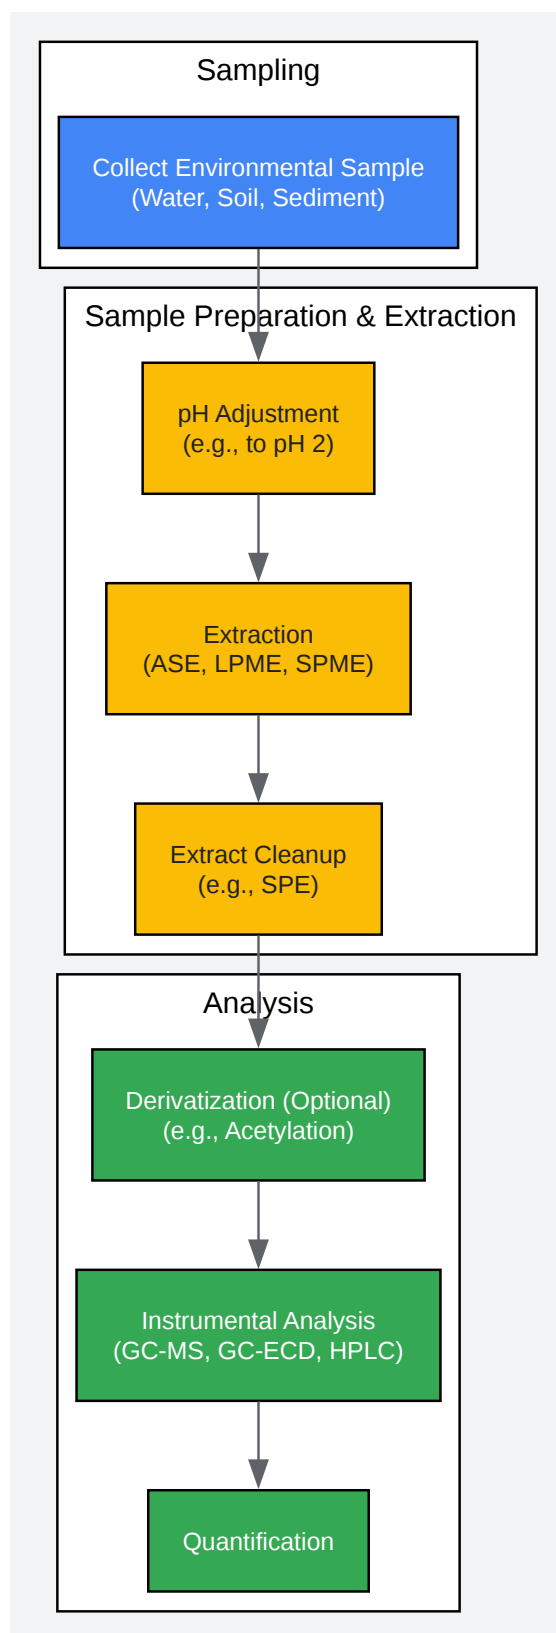 Sampling
Collect Environmental Sample
(Water, Soil, Sediment)
Sample Preparation & Extraction
pH Adjustment
(e.g., to pH 2)
Extraction
(ASE, LPME, SPME)
Extract Cleanup
(e.g., SPE)
Analysis
Derivatization (Optional)
(e.g., Acetylation)
Instrumental Analysis
(GC-MS, GC-ECD, HPLC)
Quantification